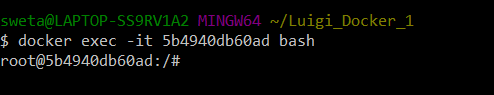 sweta@LAPTOP-SS9RV1A2 MINGW64 ~/Luigi_Docker_1
$ docker exec -it 5b4940db60ad bash
root@5b4940db60ad:/#